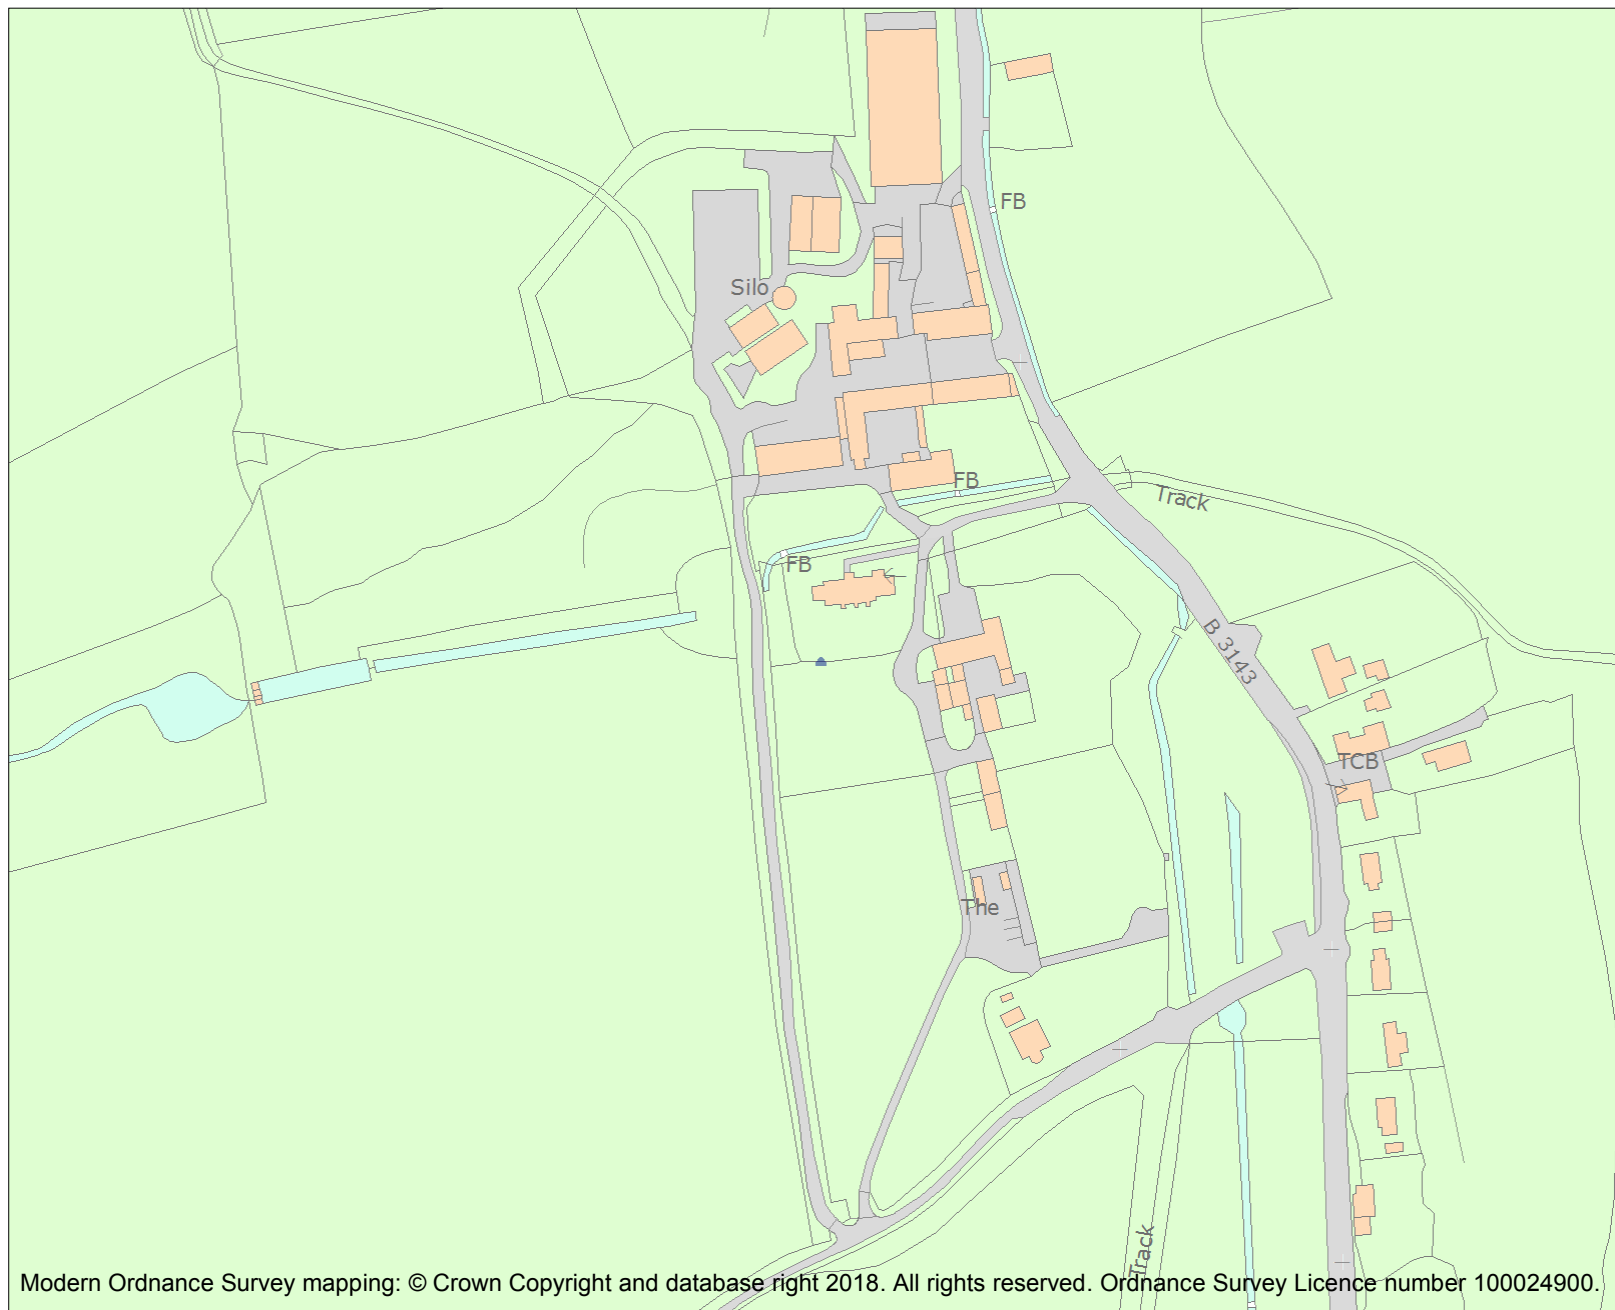 FB
Silo
FB
Track
FB
B 3143
TCB
The
Track
Modern Ordnance Survey mapping: © Crown Copyright and database right 2018. All rights reserved. Ordnance Survey Licence number 100024900.